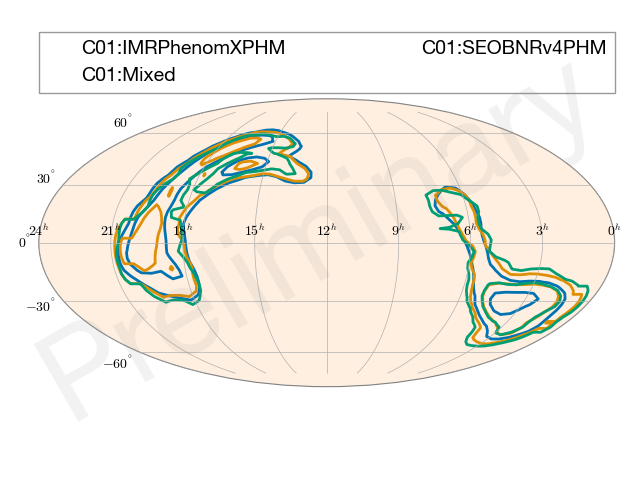 C01:IMRPhenomXPHM C01:SEOBNRv4PHM
C01:Mixed
60°
30°
0° 24h 21h 18h 15h 12h 9h 6h 3h 0h
−30°
−60°
Preliminary